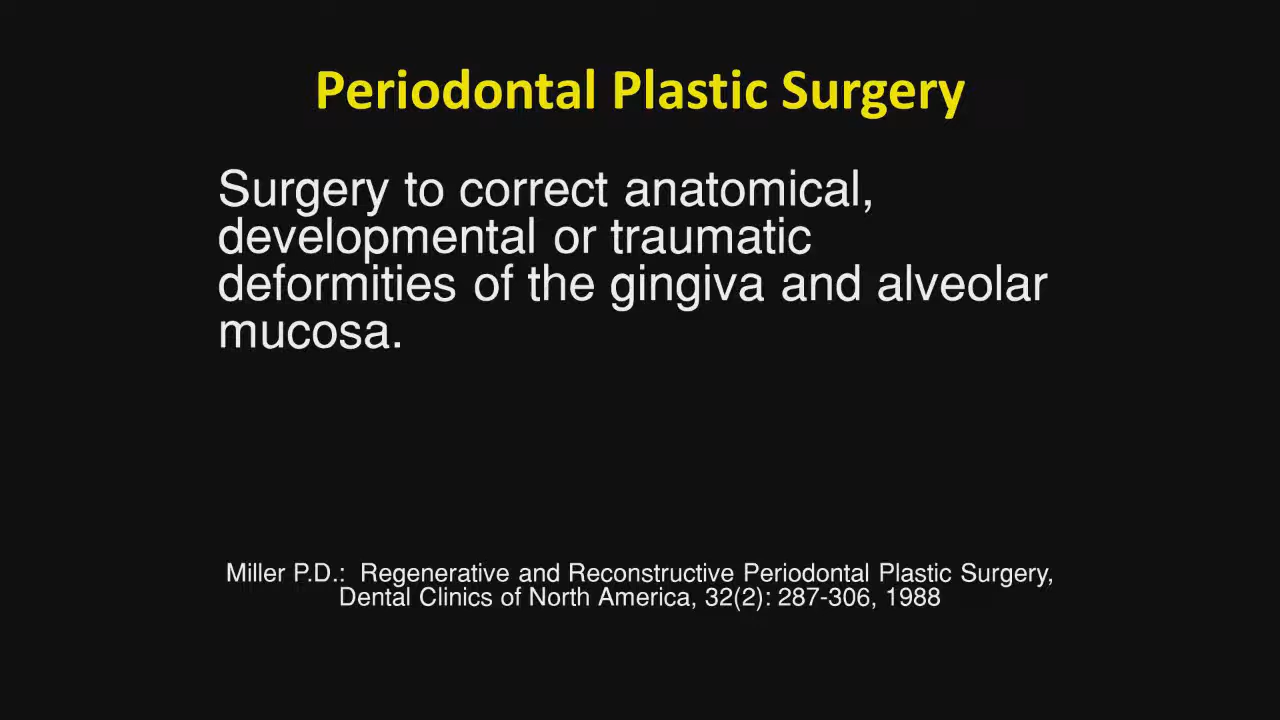 Periodontal Plastic Surgery
Surgery to correct anatomical,
developmental or traumatic
deformities of the gingiva and alveolar
mucosa.
Miller P.D.:  Regenerative and Reconstructive Periodontal Plastic Surgery,
Dental Clinics of North America, 32(2): 287-306, 1988